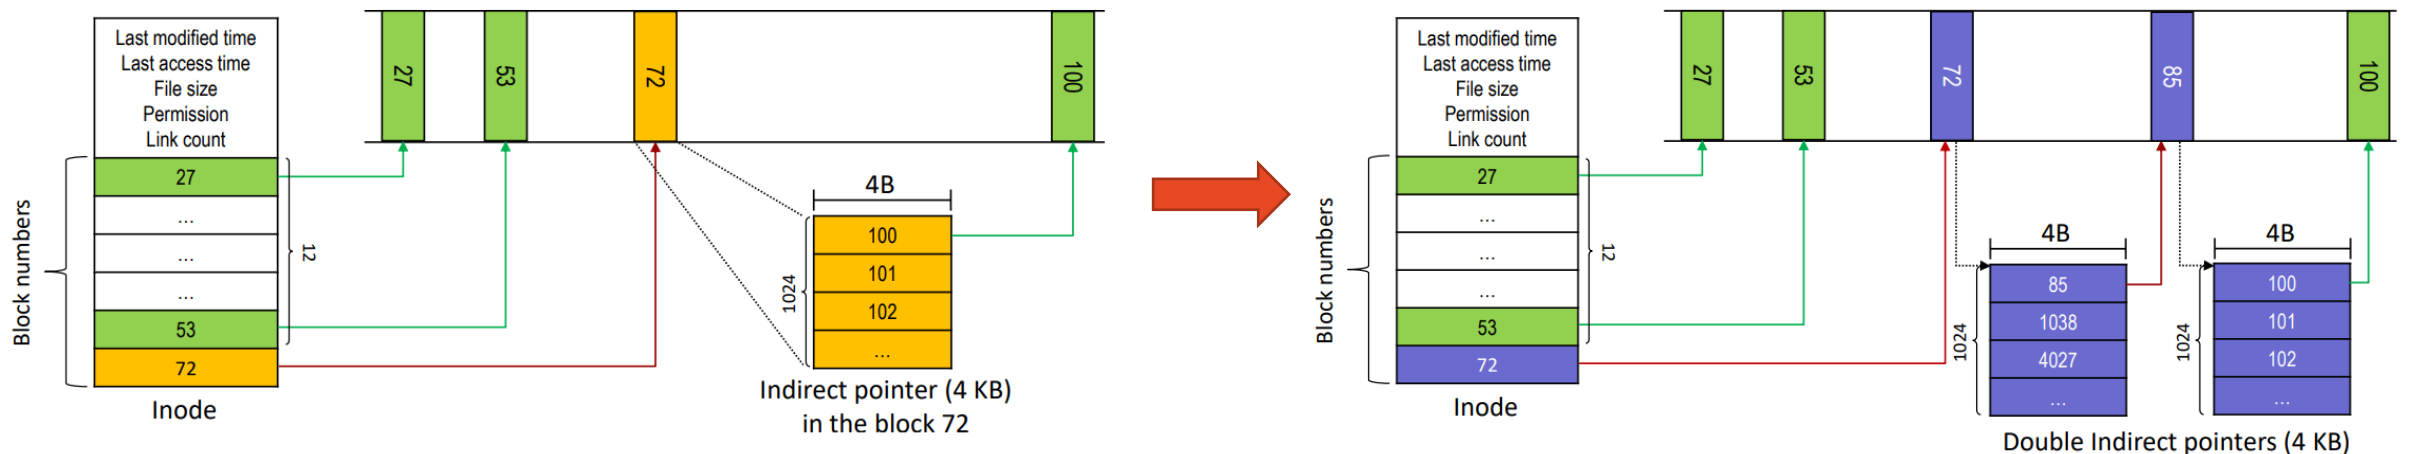 Last modified time
Last access time
File size
Permission
Link count
27
...
...
...
53
72
Block numbers
12
Inode
27
53
72
100
4B
100
101
102
...
1024
Indirect pointer (4 KB)
in the block 72
Last modified time
Last access time
File size
Permission
Link count
27
...
...
...
53
72
Block numbers
12
Inode
27
53
72
85
100
4B
85
1038
4027
...
1024
4B
100
101
102
...
1024
Double Indirect pointers (4 KB)